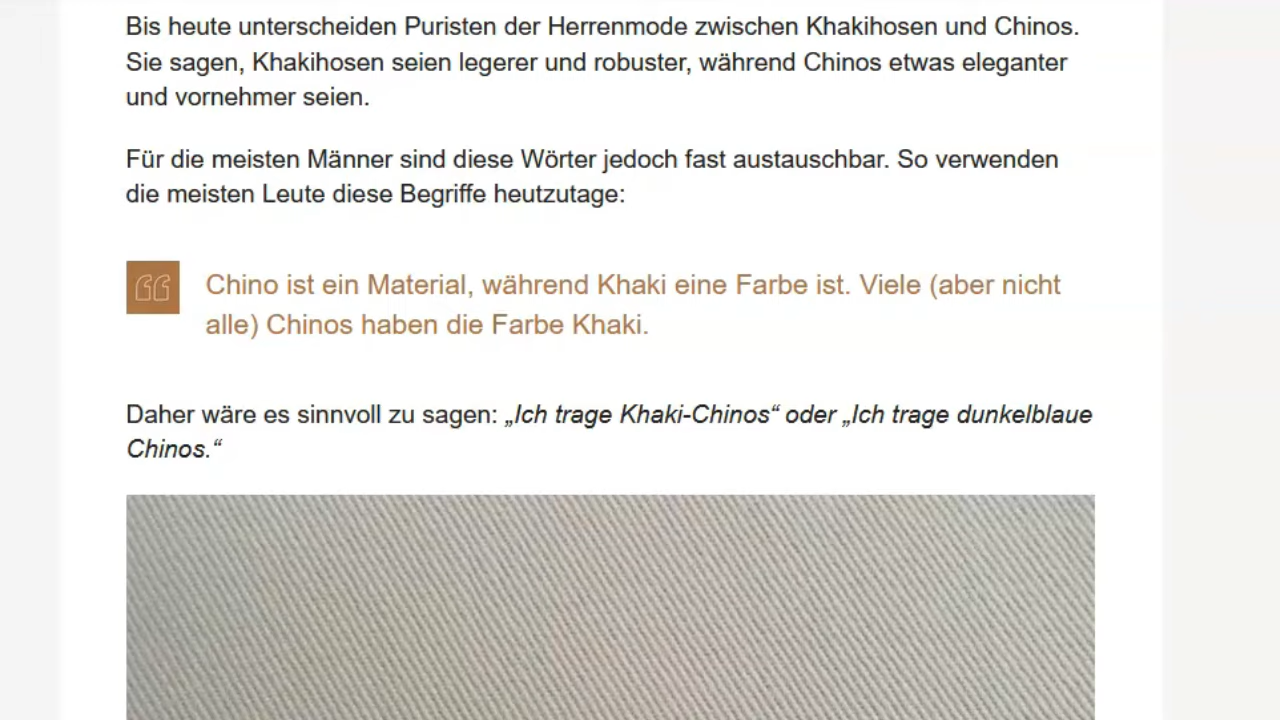 Bis heute unterscheiden Puristen der Herrenmode zwischen Khakihosen und Chinos.
Sie sagen, Khakihosen seien legerer und robuster, während Chinos etwas eleganter
und vornehmer seien.
Für die meisten Männer sind diese Wörter jedoch fast austauschbar. So verwenden
die meisten Leute diese Begriffe heutzutage:
Chino ist ein Material, während Khaki eine Farbe ist. Viele (aber nicht
alle) Chinos haben die Farbe Khaki.
Daher wäre es sinnvoll zu sagen: „Ich trage Khaki-Chinos“ oder „Ich trage dunkelblaue
Chinos.“